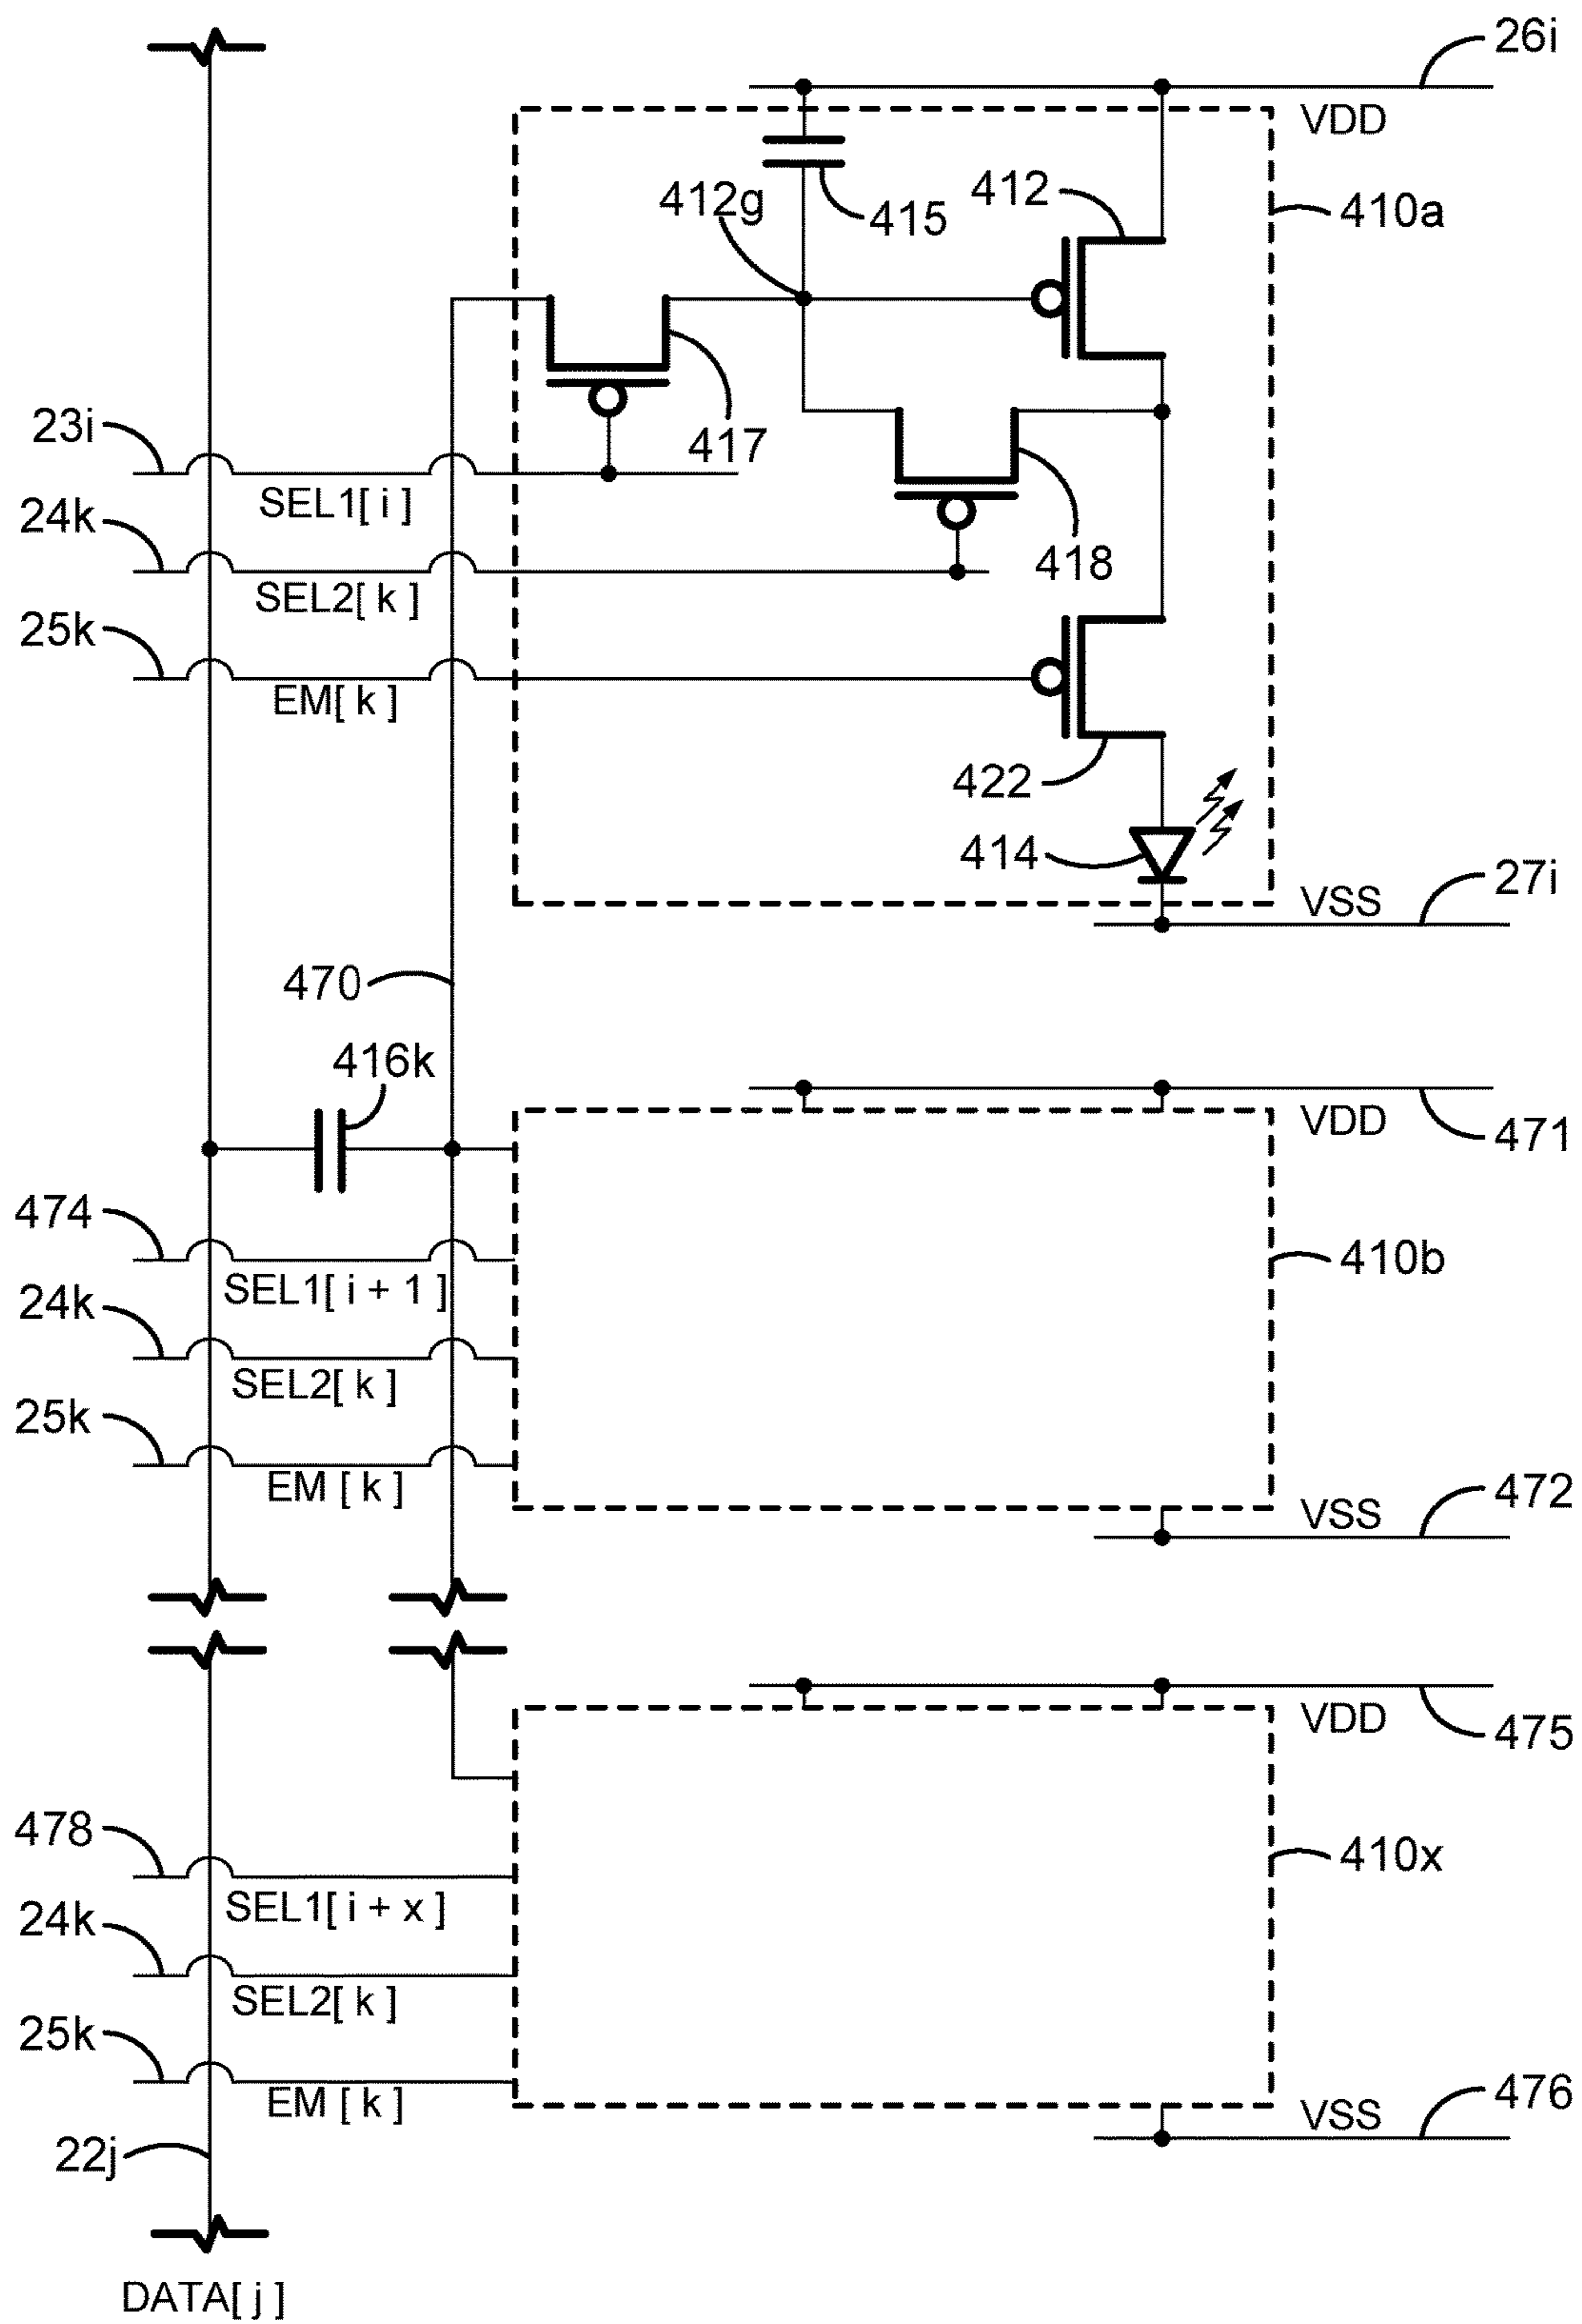 26i
VDD
412
412g
415
410a
23i
417
SEL1[ i ]
24k
418
SEL2[ k ]
25k
EM[ k ]
422
414
27i
VSS
470
416k
VDD
471
474
410b
SEL1[ i + 1 ]
24k
SEL2[ k ]
25k
EM [ k ]
472
VSS
VDD
475
478
410x
SEL1[ i + x ]
24k
SEL2[ k ]
25k
EM [ k ]
476
VSS
22j
DATA[ j ]